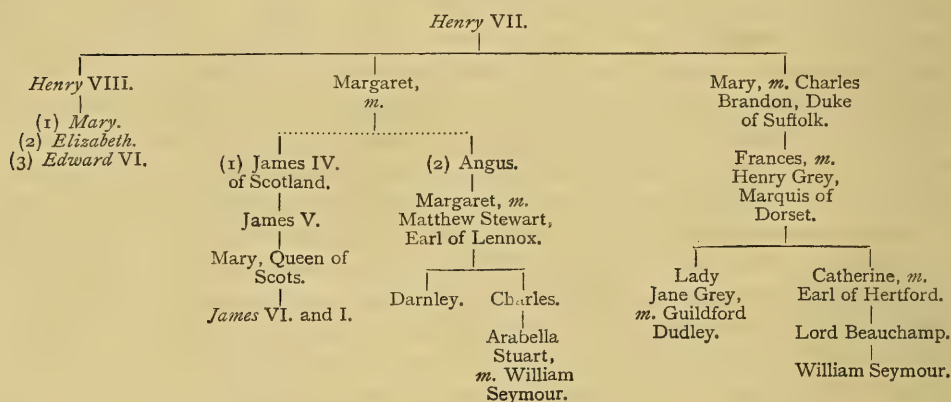 Henry VII.
Henry VIII.
(1) Mary.
(2) Elizabeth.
(3) Edward VI.
Margaret,
m.
(1) James IV.
of Scotland.
James V.
Mary, Queen of
Scots.
James VI. and I.
(2) Angus.
Margaret, m.
Matthew Stewart,
Earl of Lennox.
Darnley.
Charles.
Arabella
Stuart,
m. William
Seymour.
Mary, m. Charles
Brandon, Duke
of Suffolk.
Frances, m.
Henry Grey,
Marquis of
Dorset.
Lady
Jane Grey,
m. Guildford
Dudley.
Catherine, m.
Earl of Hertford.
Lord Beauchamp.
William Seymour.